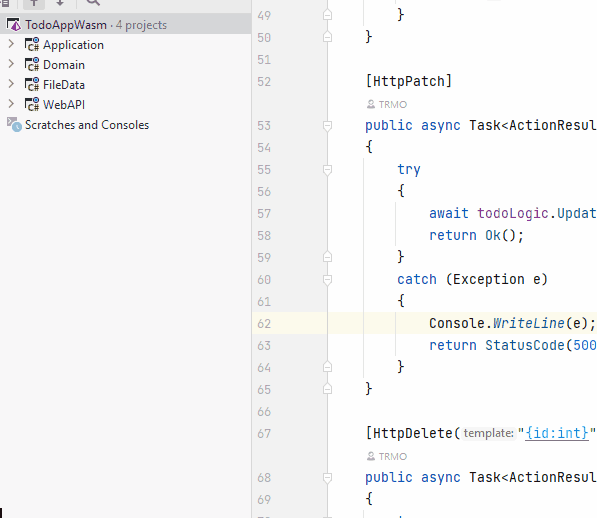 TodoAppWasm · 4 projects
Application
Domain
FileData
WebAPI
Scratches and Consoles
49 }
50 }
51
52 [HttpPatch]
TRMO
53 public async Task<ActionResul
54 {
55 try
56 {
57 await todoLogic.Updat
58 return Ok();
59 }
60 catch (Exception e)
61 {
62 Console.WriteLine(e);
63 return StatusCode(500
64 }
65 }
66
67 [HttpDelete( template: "{id:int}"
TRMO
68 public async Task<ActionResul
69 {